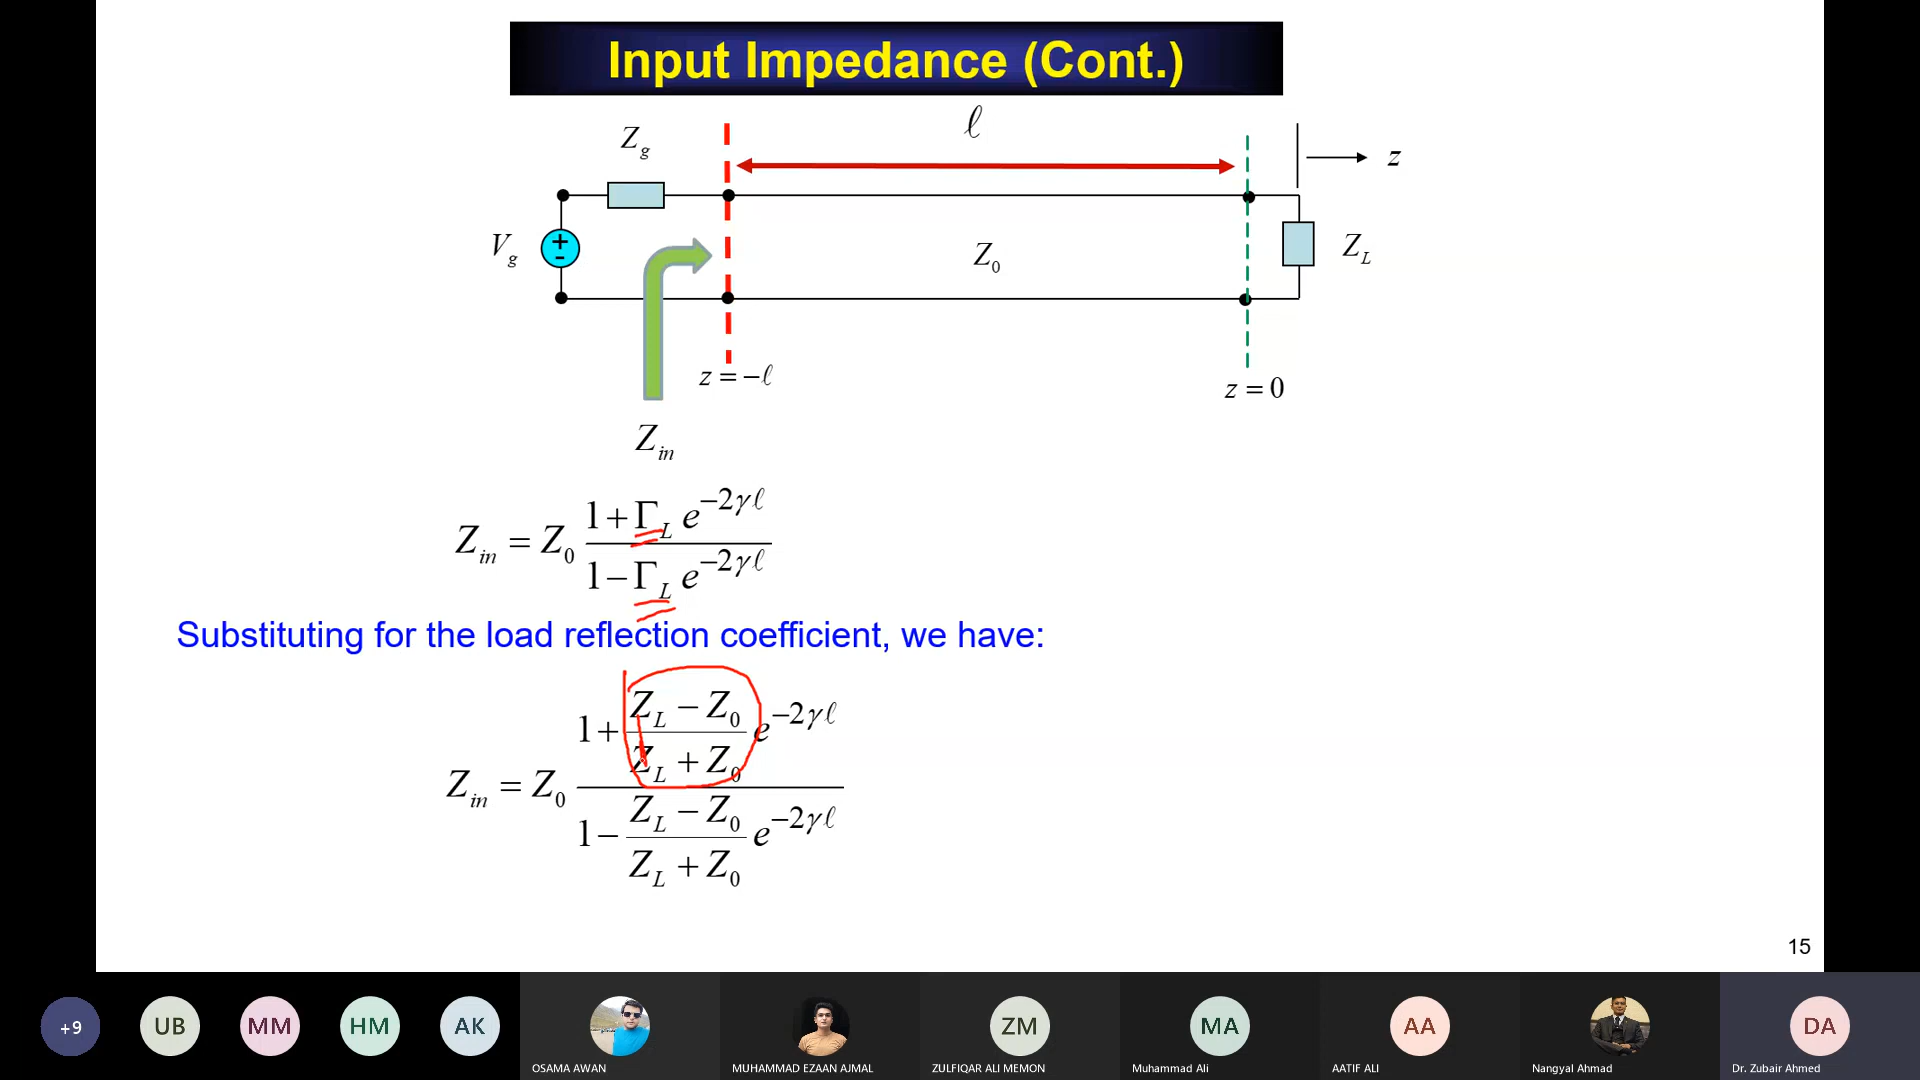 Input Impedance (Cont.)
ℓ
Z_g
z
V_g
+
-
Z_0
Z_L
z = −ℓ
z = 0
Z_in
Z_in = Z_0 (1 + Γ_L e^{−2γℓ}) / (1 − Γ_L e^{−2γℓ})
Substituting for the load reflection coefficient, we have:
Z_in = Z_0 (1 + (Z_L − Z_0)/(Z_L + Z_0) e^{−2γℓ}) / (1 − (Z_L − Z_0)/(Z_L + Z_0) e^{−2γℓ})
15
+9
UB
MM
HM
AK
ZM
MA
AA
DA
OSAMA AWAN
MUHAMMAD EZAAN AJMAL
ZULFIQAR ALI MEMON
Muhammad Ali
AATIF ALI
Nangyal Ahmad
Dr. Zubair Ahmed